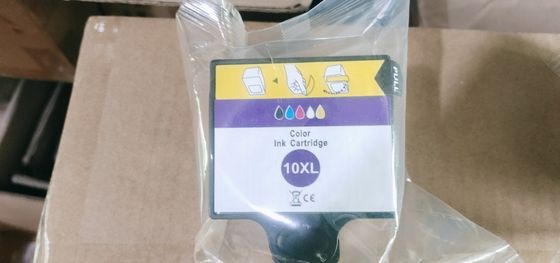 PULL
Color
Ink Cartridge
10XL
CE